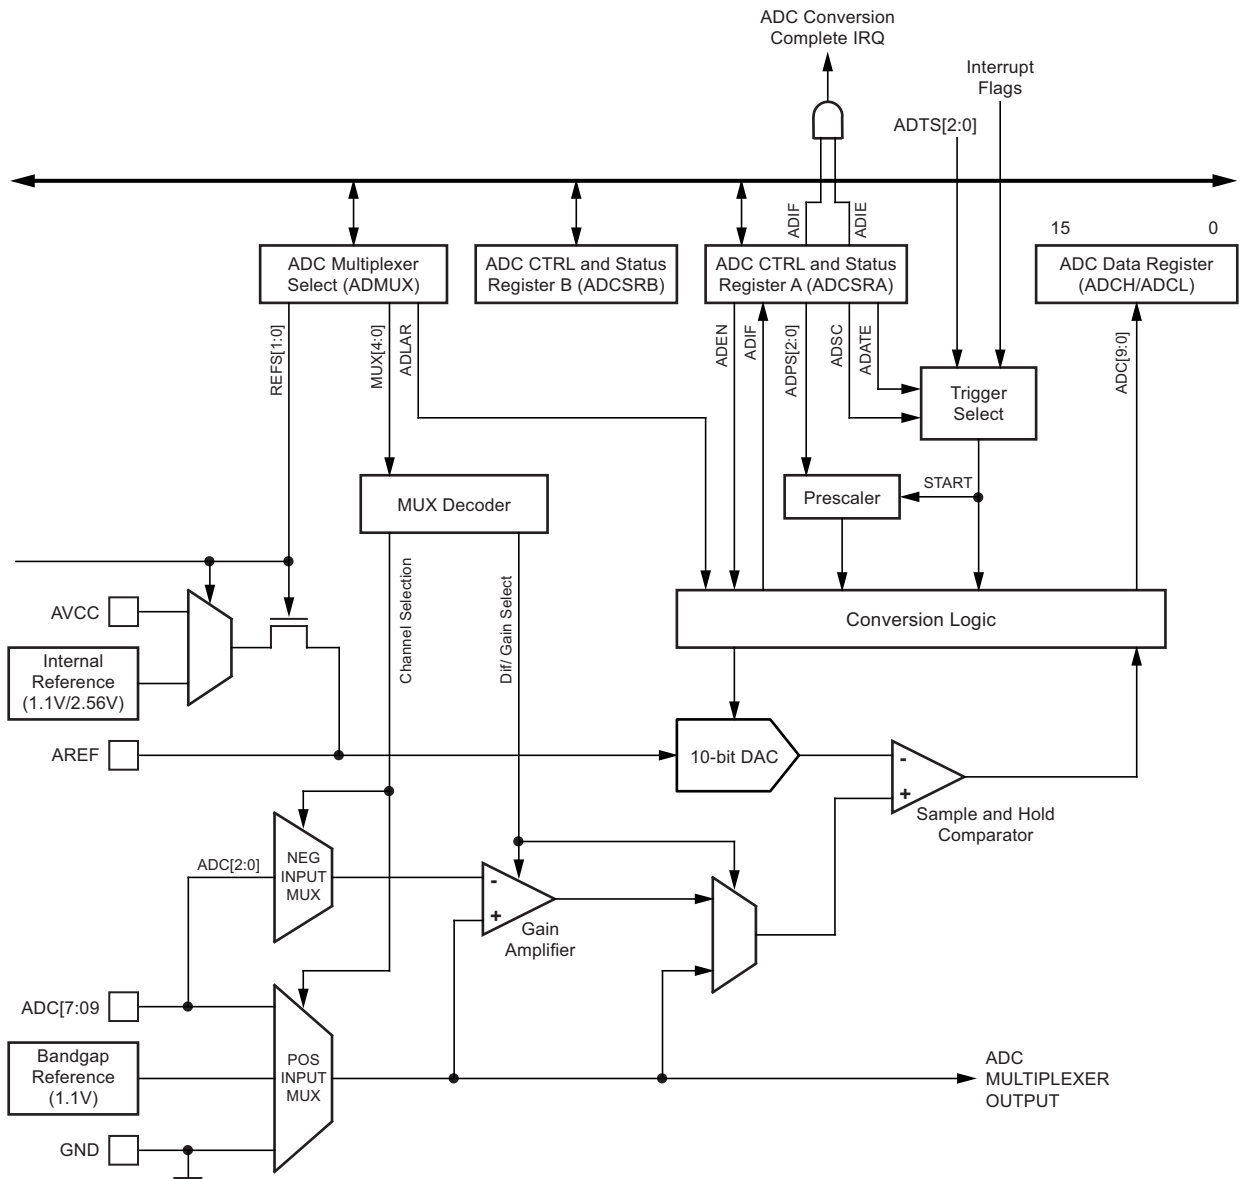 ADC Conversion
Complete IRQ
Interrupt
Flags
ADTS[2:0]
ADIF
ADIE
15
0
ADC Multiplexer
Select (ADMUX)
ADC CTRL and Status
Register B (ADCSRB)
ADC CTRL and Status
Register A (ADCSRA)
ADC Data Register
(ADCH/ADCL)
REFS[1:0]
MUX[4:0]
ADLAR
ADEN
ADIF
ADPS[2:0]
ADSC
ADATE
ADC[9:0]
Trigger
Select
MUX Decoder
Prescaler
START
Channel Selection
Dif/ Gain Select
AVCC
Conversion Logic
Internal
Reference
(1.1V/2.56V)
AREF
10-bit DAC
-
+
Sample and Hold
Comparator
ADC[2:0]
NEG
INPUT
MUX
-
+
Gain
Amplifier
ADC[7:09
Bandgap
Reference
(1.1V)
POS
INPUT
MUX
ADC
MULTIPLEXER
OUTPUT
GND